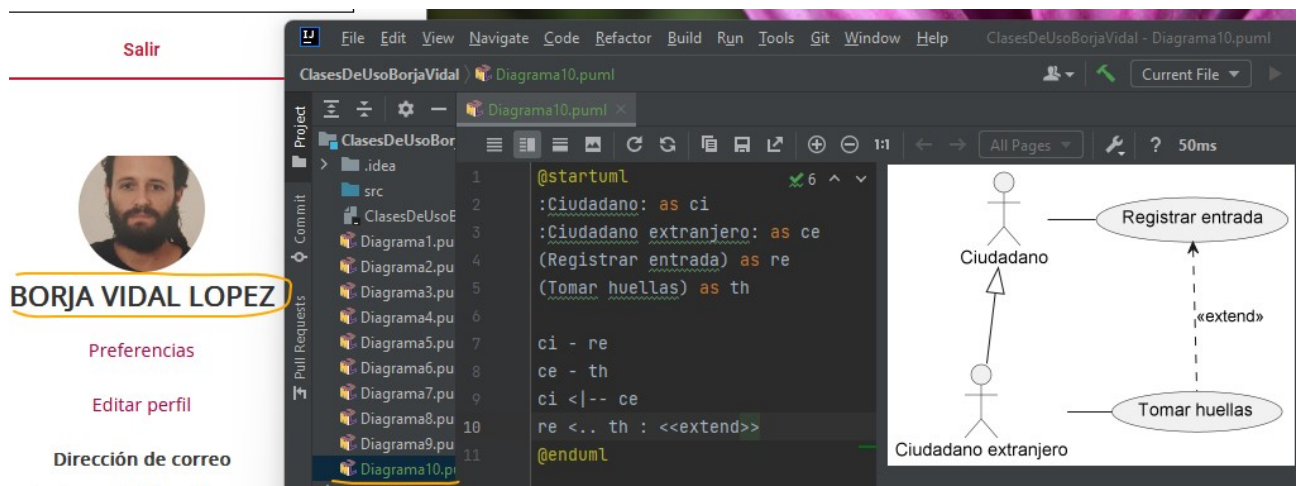 Salir
BORJA VIDAL LOPEZ
Preferencias
Editar perfil
Dirección de correo
IJ File Edit View Navigate Code Refactor Build Run Tools Git Window Help ClasesDeUsoBorjaVidal - Diagrama10.puml
ClasesDeUsoBorjaVidal Diagrama10.puml Current File
Project
Commit
Pull Requests
Diagrama10.puml
ClasesDeUsoBor
.idea
src
ClasesDeUsoB
Diagrama1.pu
Diagrama2.pu
Diagrama3.pu
Diagrama4.pu
Diagrama5.pu
Diagrama6.pu
Diagrama7.pu
Diagrama8.pu
Diagrama9.pu
Diagrama10.p
1:1 All Pages ? 50ms
1 @startuml 6
2 :Ciudadano: as ci
3 :Ciudadano extranjero: as ce
4 (Registrar entrada) as re
5 (Tomar huellas) as th
6
7 ci - re
8 ce - th
9 ci <|-- ce
10 re <.. th : <<extend>>
11 @enduml
Registrar entrada
Ciudadano
«extend»
Tomar huellas
Ciudadano extranjero